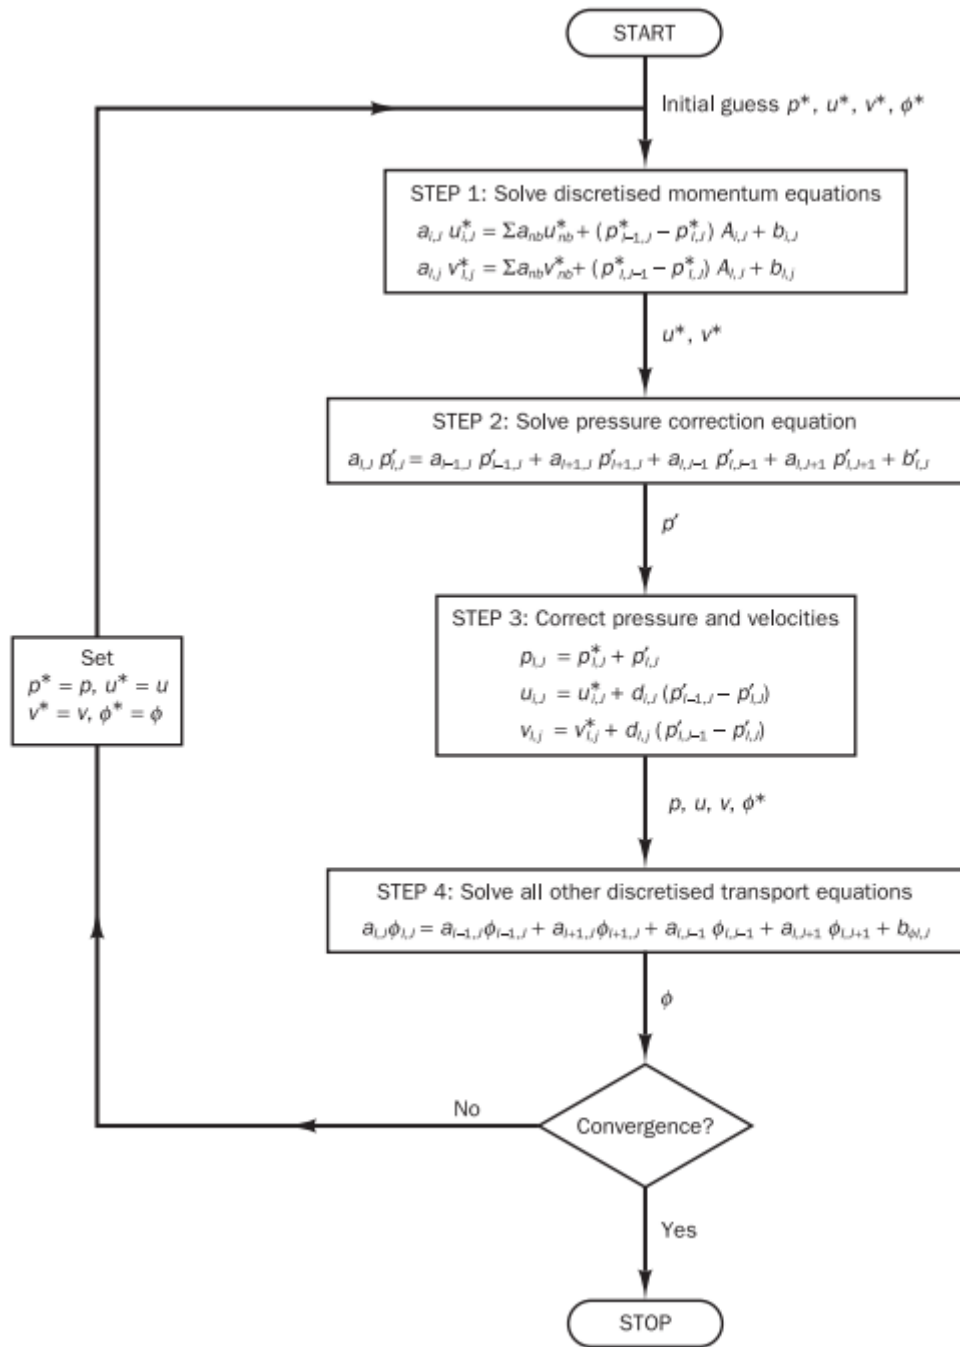 START
Initial guess p*, u*, v*, ϕ*
STEP 1: Solve discretised momentum equations
a_{i,J} u*_{i,J} = Σa_{nb}u*_{nb} + (p*_{I–1,J} – p*_{I,J}) A_{i,J} + b_{i,J}
a_{I,j} v*_{I,j} = Σa_{nb}v*_{nb} + (p*_{I,J–1} – p*_{I,J}) A_{I,j} + b_{I,j}
u*, v*
STEP 2: Solve pressure correction equation
a_{I,J} p′_{I,J} = a_{I–1,J} p′_{I–1,J} + a_{I+1,J} p′_{I+1,J} + a_{I,J–1} p′_{I,J–1} + a_{I,J+1} p′_{I,J+1} + b′_{I,J}
p′
STEP 3: Correct pressure and velocities
p_{I,J} = p*_{I,J} + p′_{I,J}
u_{i,J} = u*_{i,J} + d_{i,J} (p′_{I–1,J} – p′_{I,J})
v_{I,j} = v*_{I,j} + d_{I,j} (p′_{I,J–1} – p′_{I,J})
Set
p* = p, u* = u
v* = v, ϕ* = ϕ
p, u, v, ϕ*
STEP 4: Solve all other discretised transport equations
a_{I,J}ϕ_{I,J} = a_{I–1,J}ϕ_{I–1,J} + a_{I+1,J}ϕ_{I+1,J} + a_{I,J–1} ϕ_{I,J–1} + a_{I,J+1} ϕ_{I,J+1} + b_{ϕI,J}
ϕ
No
Convergence?
Yes
STOP